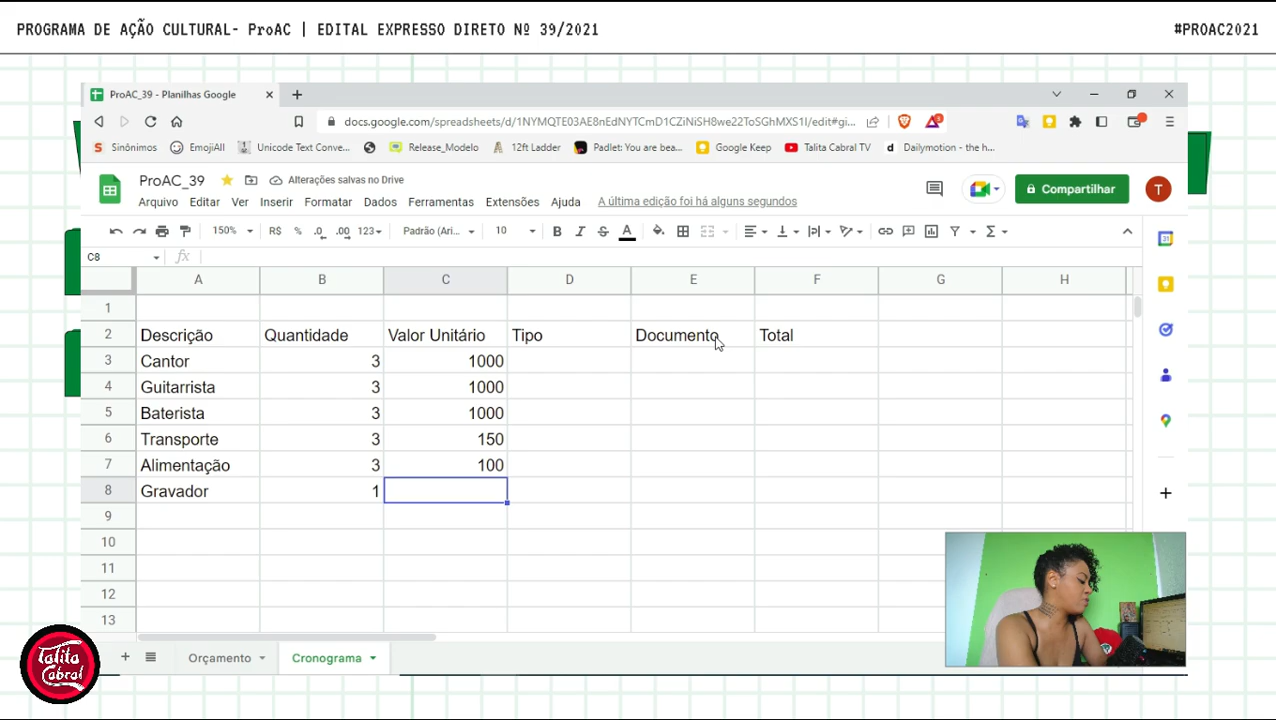 PROGRAMA DE AÇÃO CULTURAL- ProAC | EDITAL EXPRESSO DIRETO Nº 39/2021
#PROAC2021
ProAC_39 - Planilhas Google
docs.google.com/spreadsheets/d/1NYMQTE03AE8nEdNYTCmD1CZiNiSH8we22ToSGhMXS1I/edit#gi...
Sinônimos
EmojiAll
Unicode Text Conve...
Release_Modelo
12ft Ladder
Padlet: You are bea...
Google Keep
Talita Cabral TV
Dailymotion - the h...
ProAC_39
Alterações salvas no Drive
Compartilhar
T
Arquivo Editar Ver Inserir Formatar Dados Ferramentas Extensões Ajuda
A última edição foi há alguns segundos
150% R$ % .0 .00 123 Padrão (Ari... 10 B I S A
C8 fx
A B C D E F G H
1
2 Descrição Quantidade Valor Unitário Tipo Documento Total
3 Cantor 3 1000
4 Guitarrista 3 1000
5 Baterista 3 1000
6 Transporte 3 150
7 Alimentação 3 100
8 Gravador 1
9
10
11
12
13
Orçamento Cronograma
Talita
Cabral